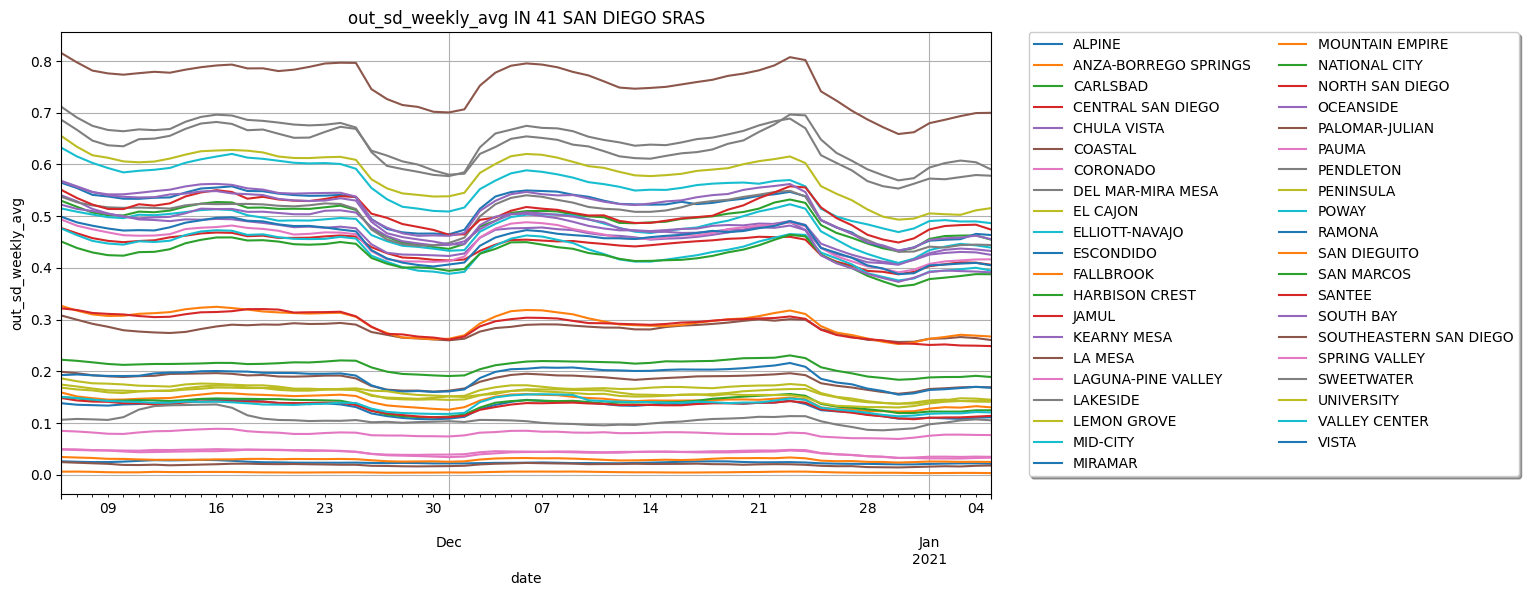 out_sd_weekly_avg IN 41 SAN DIEGO SRAS
out_sd_weekly_avg
0.8
0.7
0.6
0.5
0.4
0.3
0.2
0.1
0.0
09 16 23 30 07 14 21 28 04
Dec Jan
2021
date
ALPINE
ANZA-BORREGO SPRINGS
CARLSBAD
CENTRAL SAN DIEGO
CHULA VISTA
COASTAL
CORONADO
DEL MAR-MIRA MESA
EL CAJON
ELLIOTT-NAVAJO
ESCONDIDO
FALLBROOK
HARBISON CREST
JAMUL
KEARNY MESA
LA MESA
LAGUNA-PINE VALLEY
LAKESIDE
LEMON GROVE
MID-CITY
MIRAMAR
MOUNTAIN EMPIRE
NATIONAL CITY
NORTH SAN DIEGO
OCEANSIDE
PALOMAR-JULIAN
PAUMA
PENDLETON
PENINSULA
POWAY
RAMONA
SAN DIEGUITO
SAN MARCOS
SANTEE
SOUTH BAY
SOUTHEASTERN SAN DIEGO
SPRING VALLEY
SWEETWATER
UNIVERSITY
VALLEY CENTER
VISTA